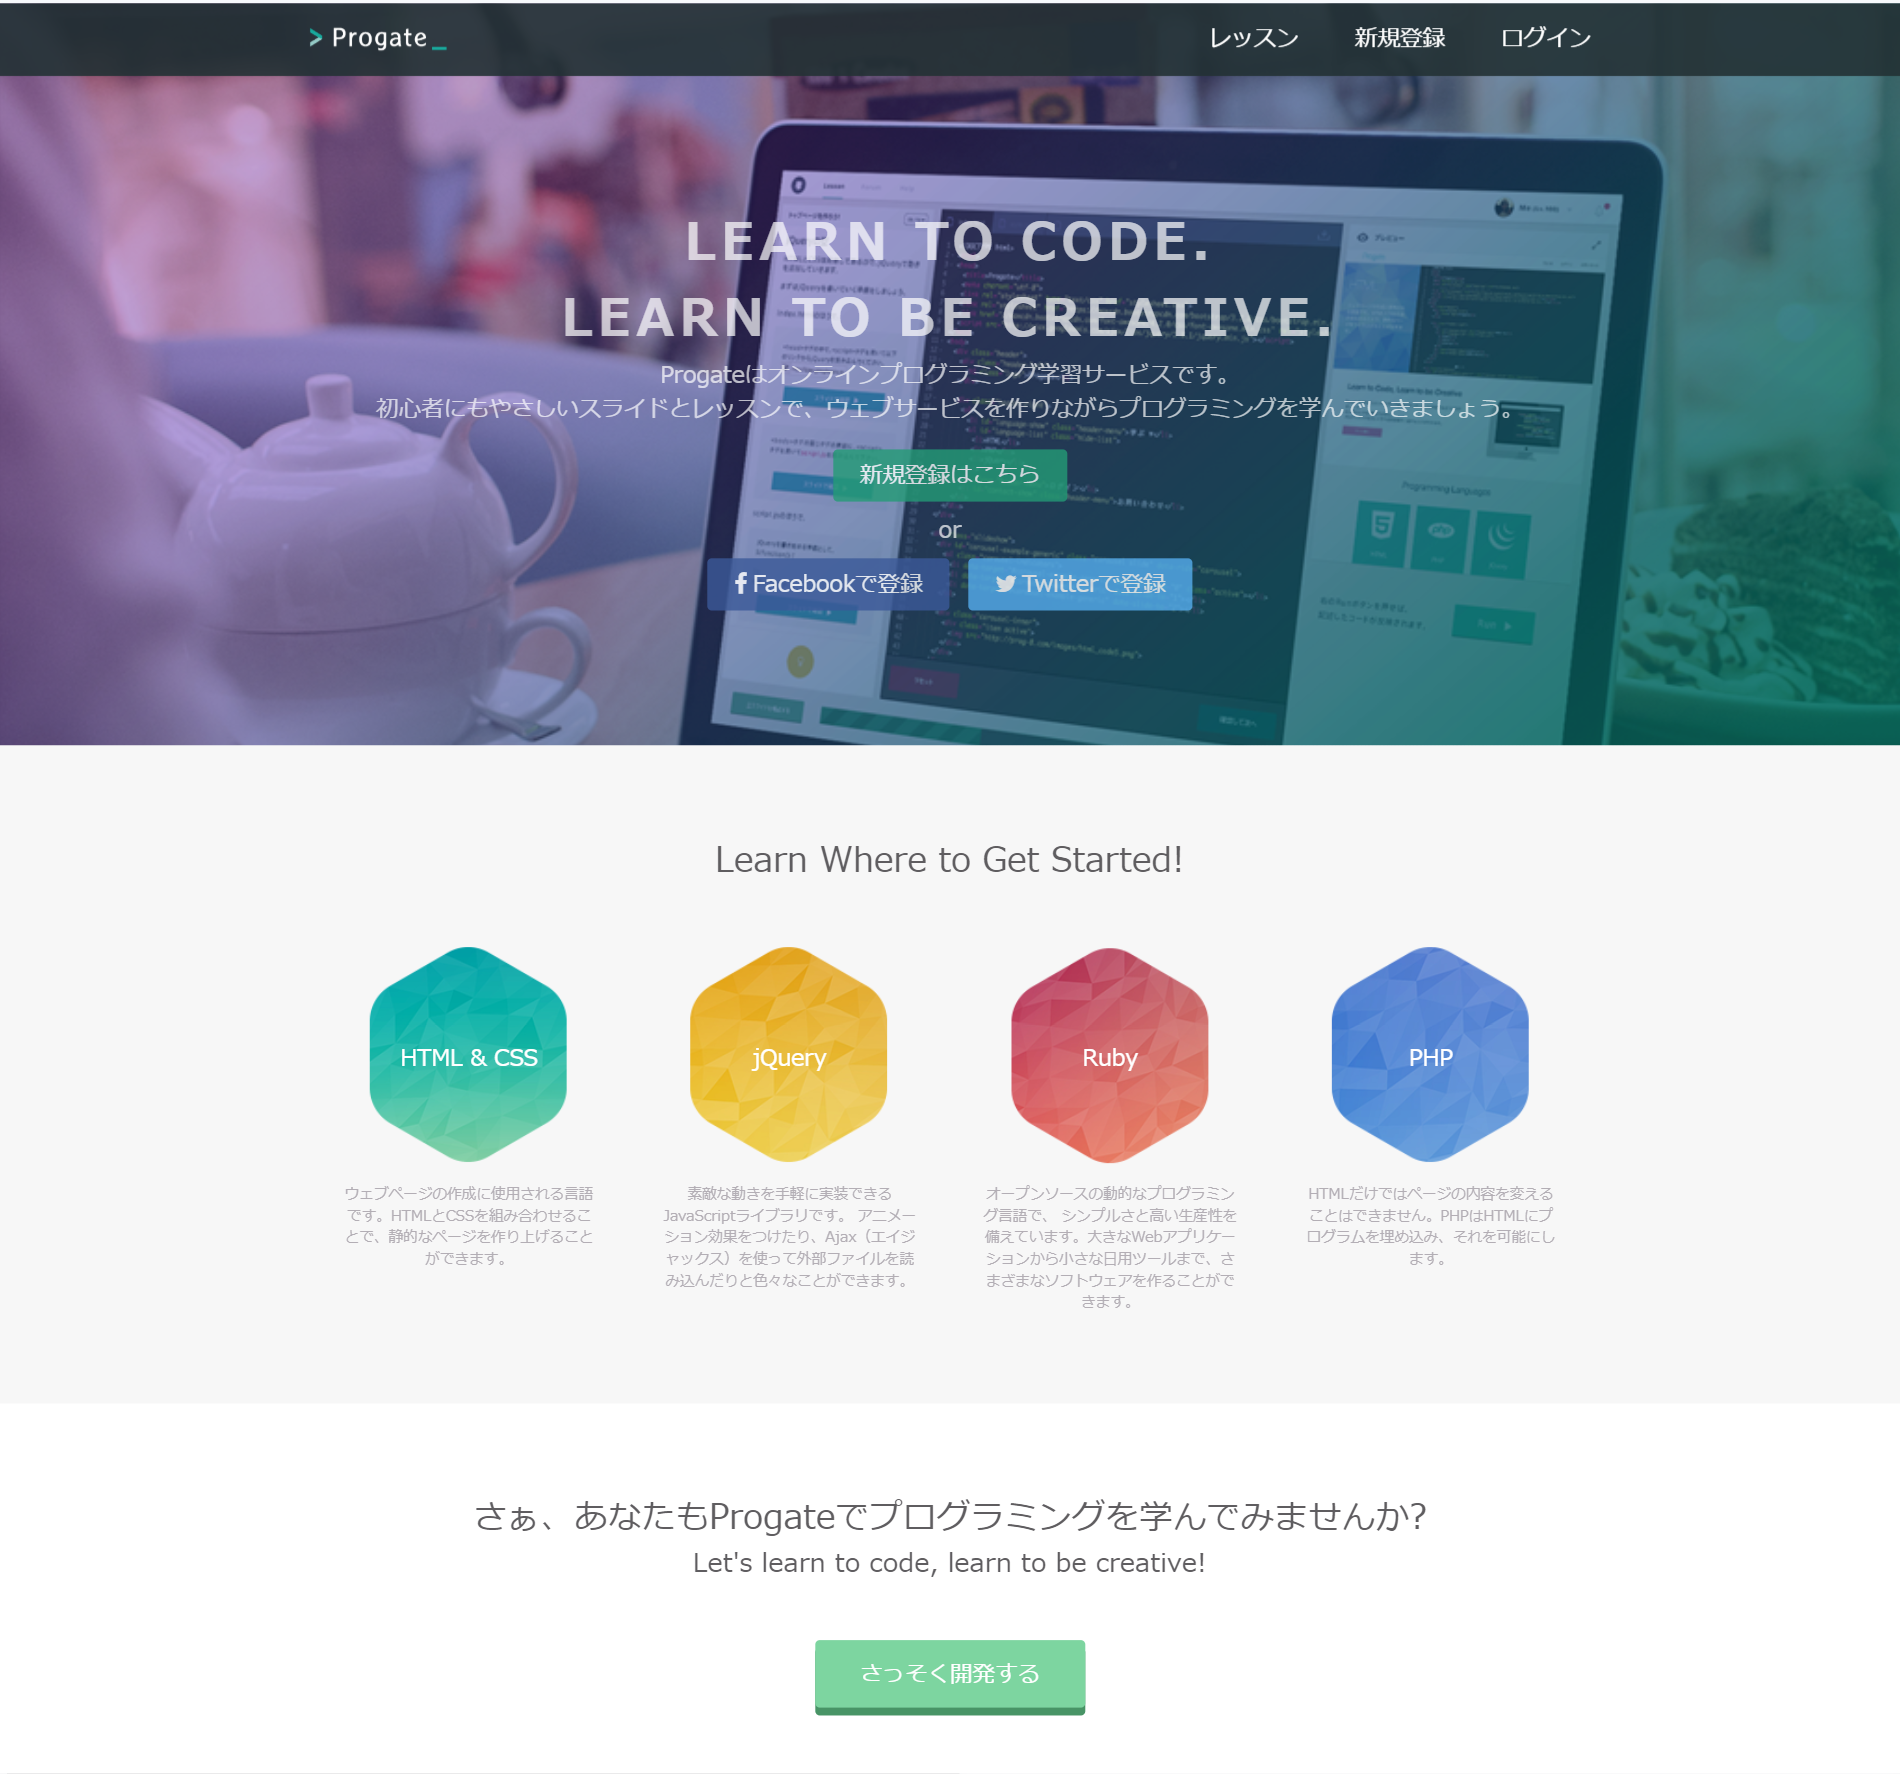 > Progate_
レッスン 新規登録 ログイン
LEARN TO CODE.
LEARN TO BE CREATIVE.
Progateはオンラインプログラミング学習サービスです。
初心者にもやさしいスライドとレッスンで、ウェブサービスを作りながらプログラミングを学んでいきましょう。
新規登録はこちら
or
Facebookで登録 Twitterで登録
Learn Where to Get Started!
HTML & CSS
ウェブページの作成に使用される言語
です。HTMLとCSSを組み合わせるこ
とで、静的なページを作り上げること
ができます。
jQuery
素敵な動きを手軽に実装できる
JavaScriptライブラリです。 アニメー
ション効果をつけたり、Ajax（エイジ
ャックス）を使って外部ファイルを読
み込んだりと色々なことができます。
Ruby
オープンソースの動的なプログラミン
グ言語で、 シンプルさと高い生産性を
備えています。大きなWebアプリケー
ションから小さな日用ツールまで、さ
まざまなソフトウェアを作ることがで
きます。
PHP
HTMLだけではページの内容を変える
ことはできません。PHPはHTMLにプ
ログラムを埋め込み、それを可能にし
ます。
さぁ、あなたもProgateでプログラミングを学んでみませんか?
Let's learn to code, learn to be creative!
さっそく開発する